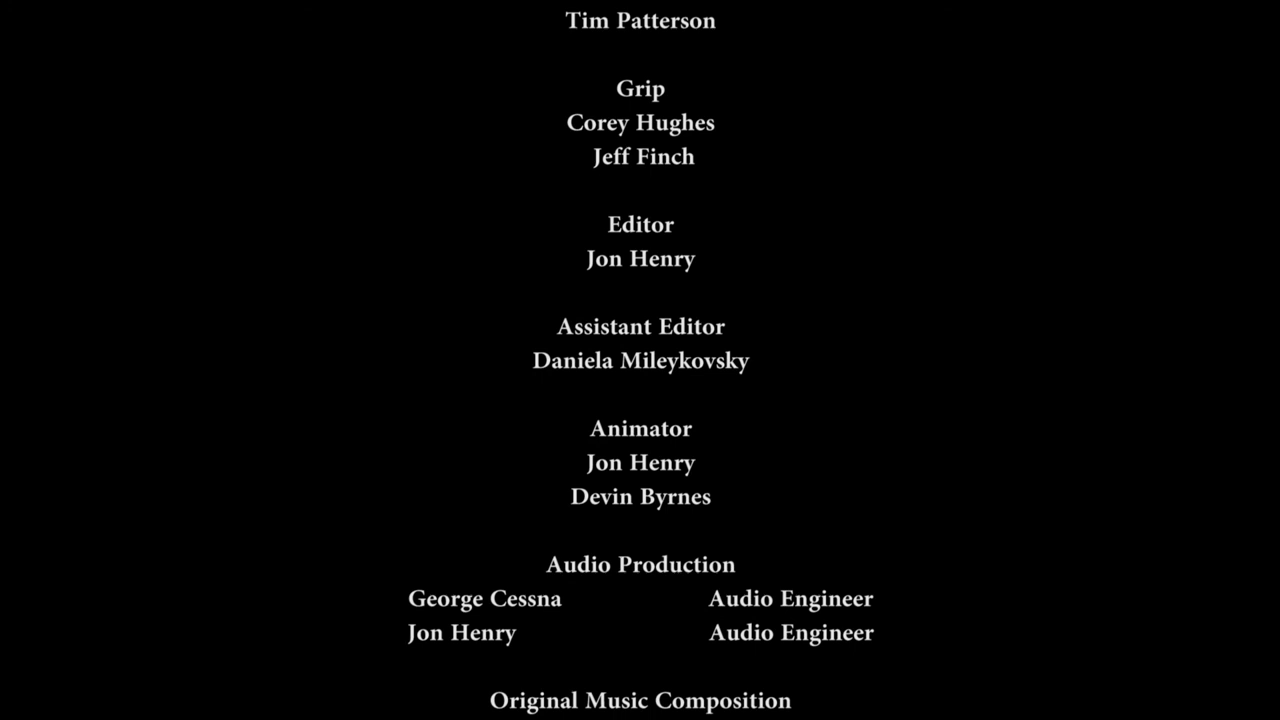 Tim Patterson
Grip
Corey Hughes
Jeff Finch
Editor
Jon Henry
Assistant Editor
Daniela Mileykovsky
Animator
Jon Henry
Devin Byrnes
Audio Production
George Cessna Audio Engineer
Jon Henry Audio Engineer
Original Music Composition